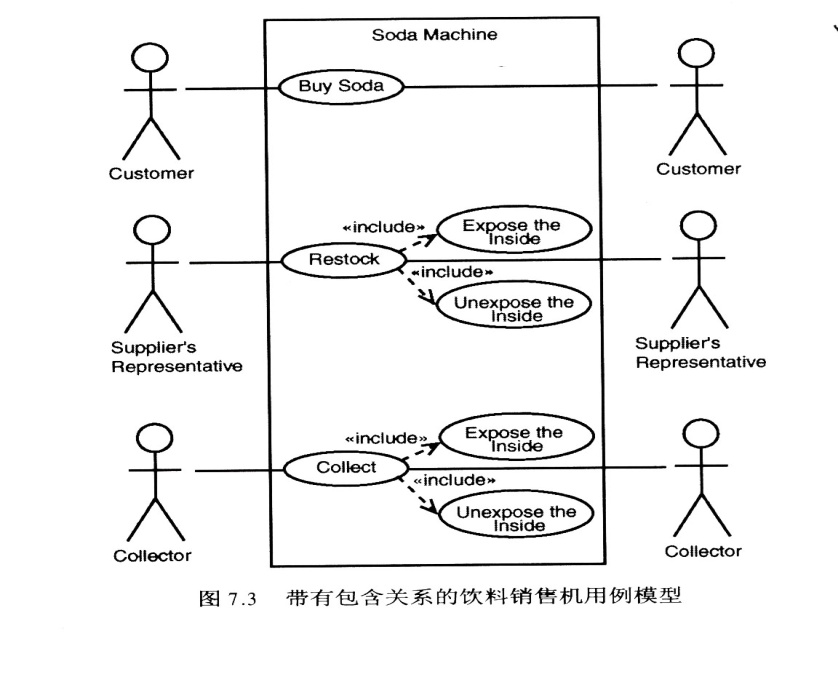 Soda Machine
Buy Soda
Customer
Customer
«include»
Expose the
Inside
Restock
«include»
Unexpose the
Inside
Supplier's
Representative
Supplier's
Representative
«include»
Expose the
Inside
Collect
«include»
Unexpose the
Inside
Collector
Collector
图 7.3 带有包含关系的饮料销售机用例模型